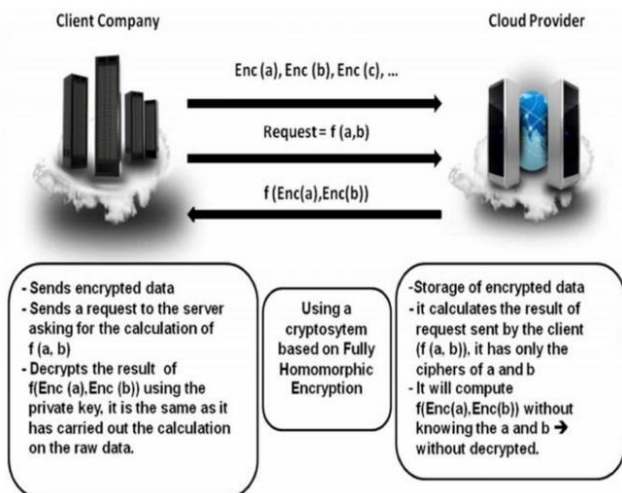 Client Company
Cloud Provider
Enc (a), Enc (b), Enc (c), ...
Request= f (a,b)
f (Enc(a),Enc(b))
- Sends encrypted data
- Sends a request to the server
asking for the calculation of
f (a, b)
- Decrypts the result of
f(Enc (a),Enc (b)) using the
private key, it is the same as it
has carried out the calculation
on the raw data.
Using a
cryptosytem
based on Fully
Homomorphic
Encryption
-Storage of encrypted data
- it calculates the result of
request sent by the client
(f (a, b)), it has only the
ciphers of a and b
- It will compute
f(Enc(a),Enc(b)) without
knowing the a and b ➔
without decrypted.